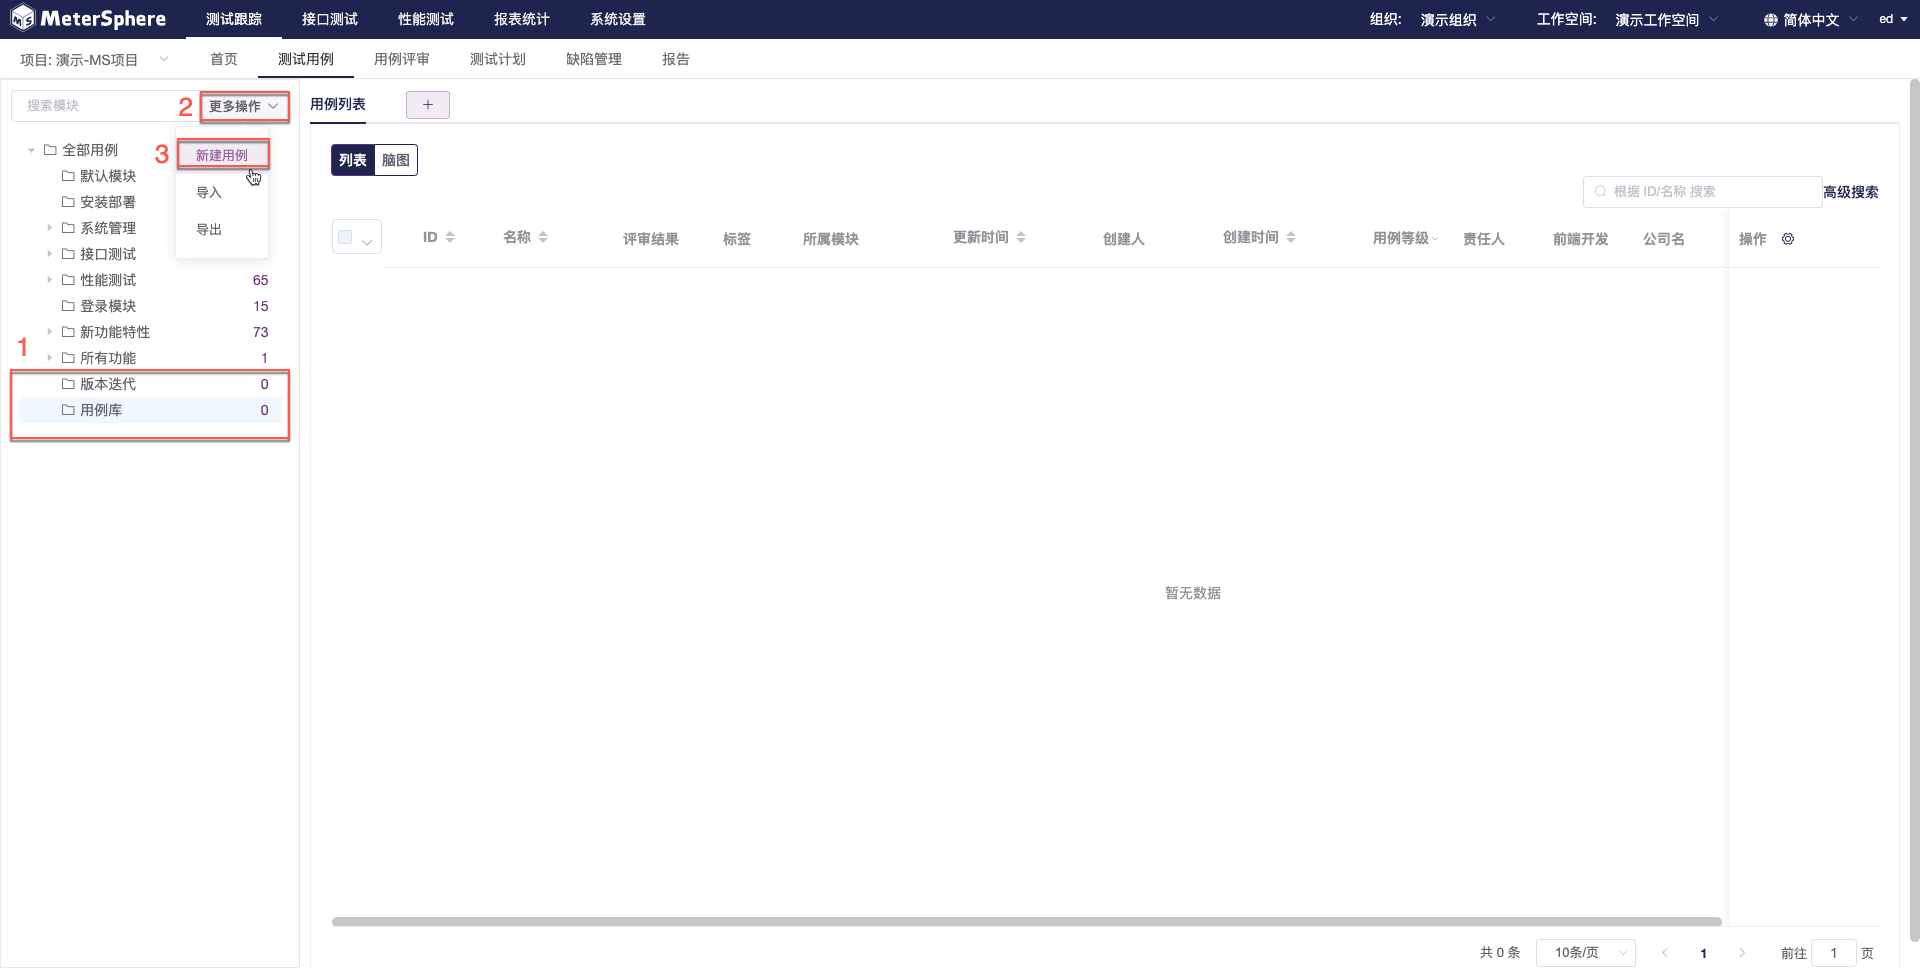 MeterSphere 测试跟踪 接口测试 性能测试 报表统计 系统设置 组织: 演示组织 工作空间: 演示工作空间 简体中文 ed
项目: 演示-MS项目 首页 测试用例 用例评审 测试计划 缺陷管理 报告
搜索模块 2 更多操作
用例列表 +
3 新建用例
导入
导出
全部用例
默认模块
安装部署
系统管理
接口测试
性能测试 65
登录模块 15
新功能特性 73
1
所有功能 1
版本迭代 0
用例库 0
列表 脑图
根据 ID/名称 搜索 高级搜索
ID 名称 评审结果 标签 所属模块 更新时间 创建人 创建时间 用例等级 责任人 前端开发 公司名 操作
暂无数据
共 0 条 10条/页 1 前往 1 页